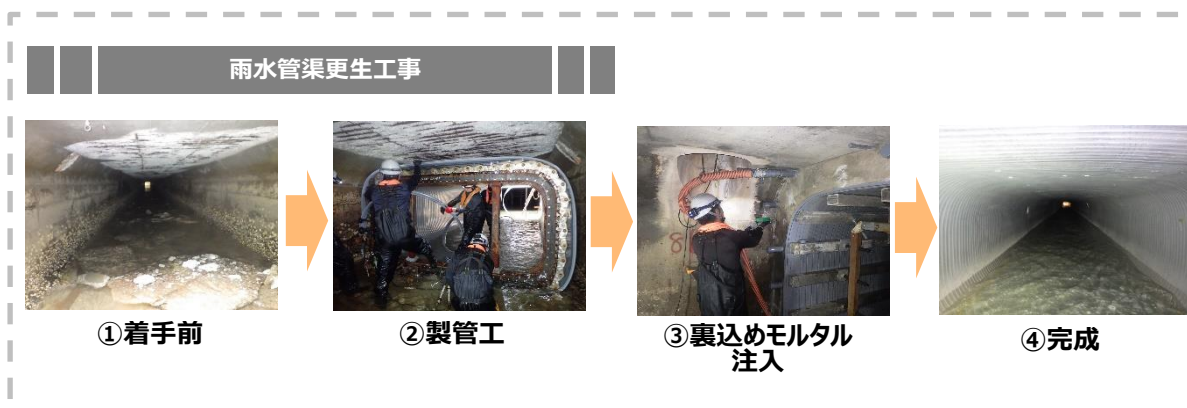 雨水管渠更生工事
①着手前
②製管工
③裏込めモルタル
注入
④完成